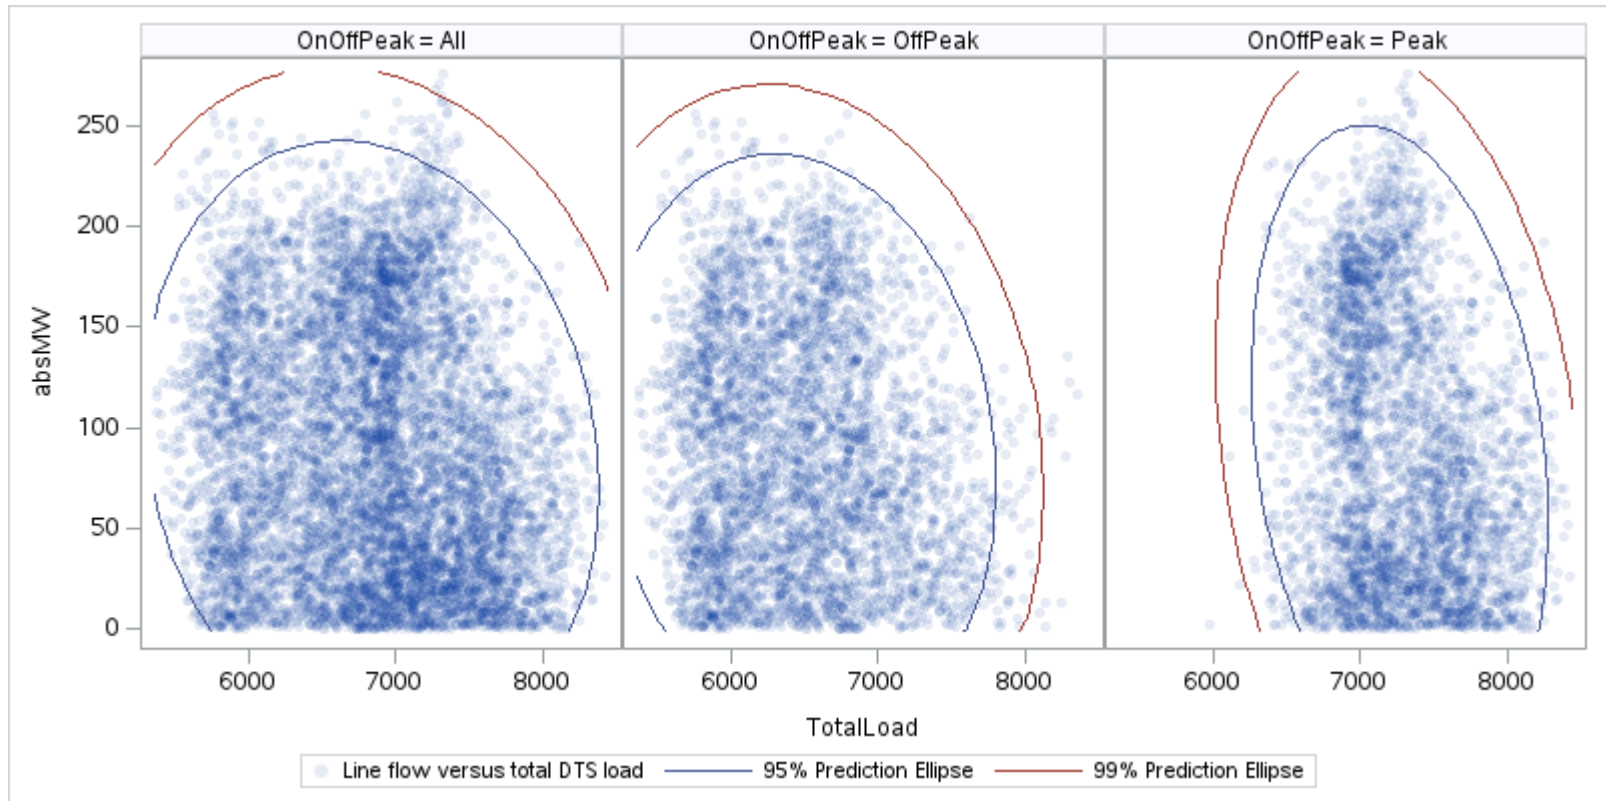 OnOffPeak = All
OnOffPeak = OffPeak
OnOffPeak = Peak
absMW
250
200
150
100
50
0
6000 7000 8000
6000 7000 8000
6000 7000 8000
TotalLoad
Line flow versus total DTS load
95% Prediction Ellipse
99% Prediction Ellipse